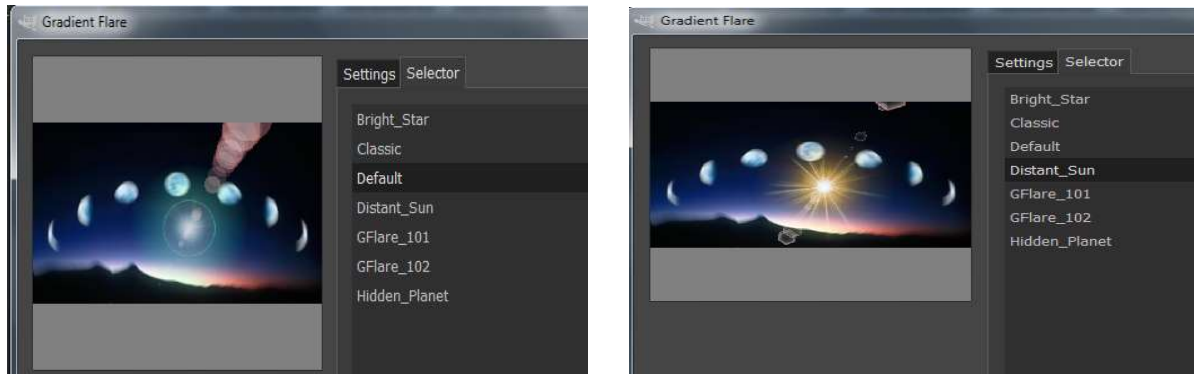 Gradient Flare
Settings Selector
Bright_Star
Classic
Default
Distant_Sun
GFlare_101
GFlare_102
Hidden_Planet
Gradient Flare
Settings Selector
Bright_Star
Classic
Default
Distant_Sun
GFlare_101
GFlare_102
Hidden_Planet